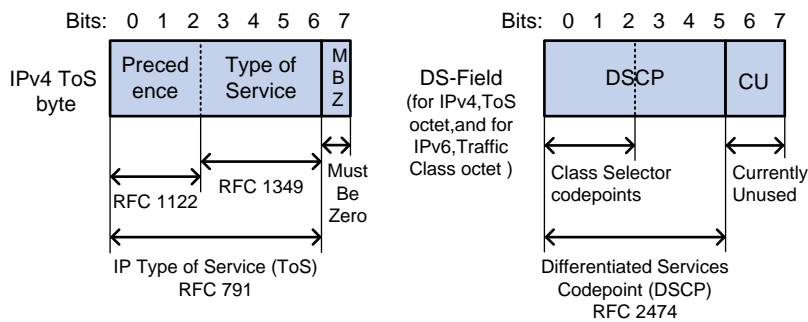 Bits: 0 1 2 3 4 5 6 7
IPv4 ToS
byte
Preced
ence
Type of
Service
M
B
Z
RFC 1122
RFC 1349
Must
Be
Zero
IP Type of Service (ToS)
RFC 791
Bits: 0 1 2 3 4 5 6 7
DS-Field
(for IPv4,ToS
octet,and for
IPv6,Traffic
Class octet )
DSCP
CU
Class Selector
codepoints
Currently
Unused
Differentiated Services
Codepoint (DSCP)
RFC 2474